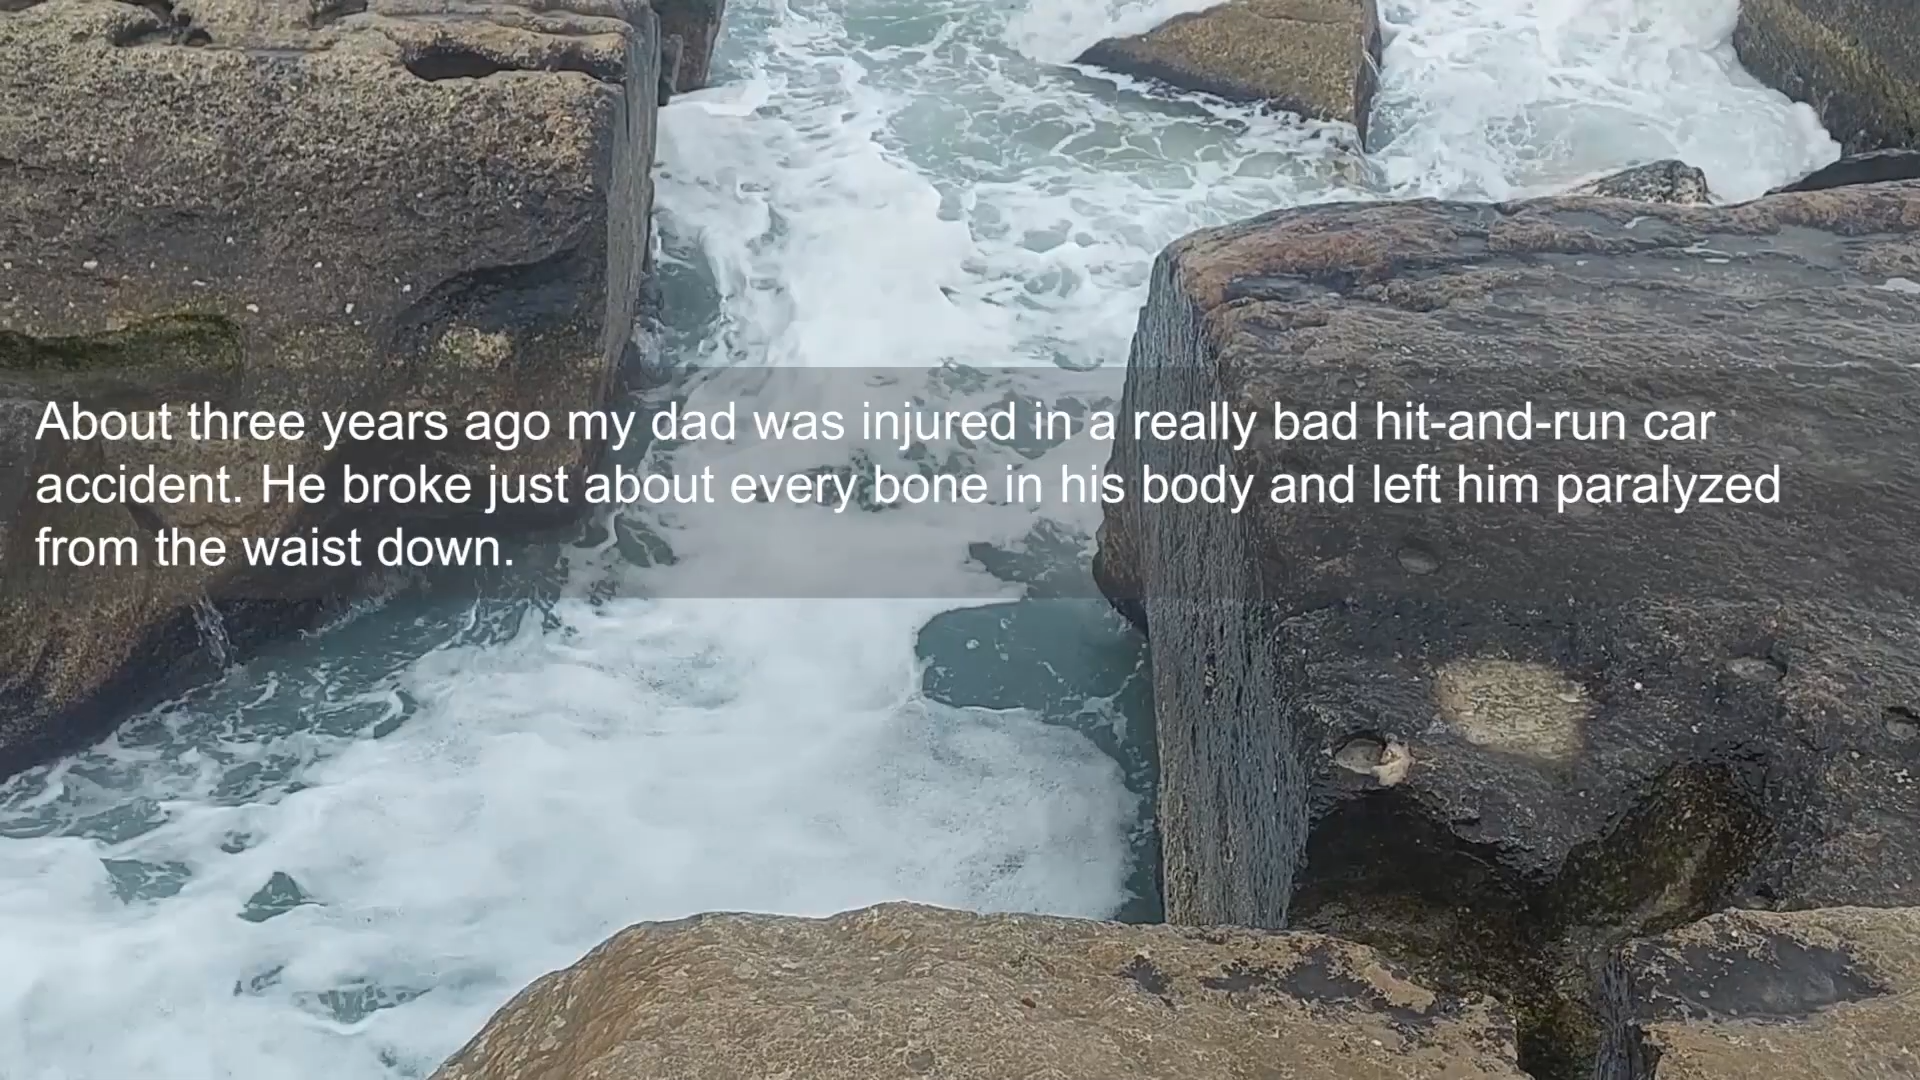 About three years ago my dad was injured in a really bad hit-and-run car
accident. He broke just about every bone in his body and left him paralyzed
from the waist down.